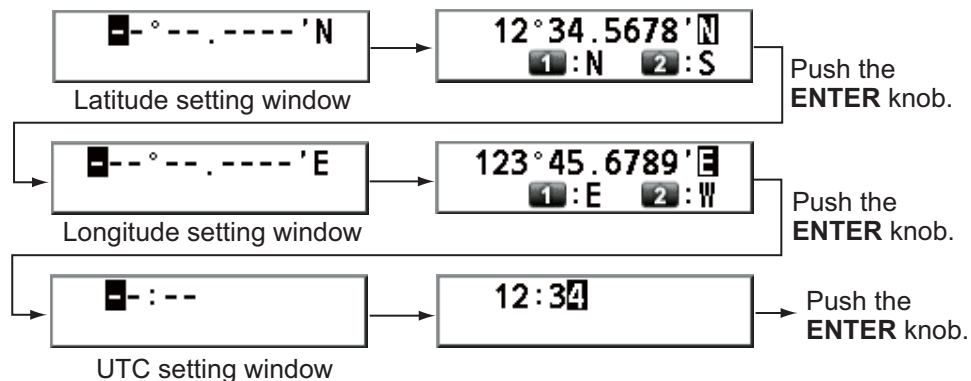 --°--.----'N
12°34.5678'N
1:N 2:S
Latitude setting window
Push the
ENTER knob.
---°--.----'E
123°45.6789'E
1:E 2:W
Longitude setting window
Push the
ENTER knob.
--:--
12:34
UTC setting window
Push the
ENTER knob.